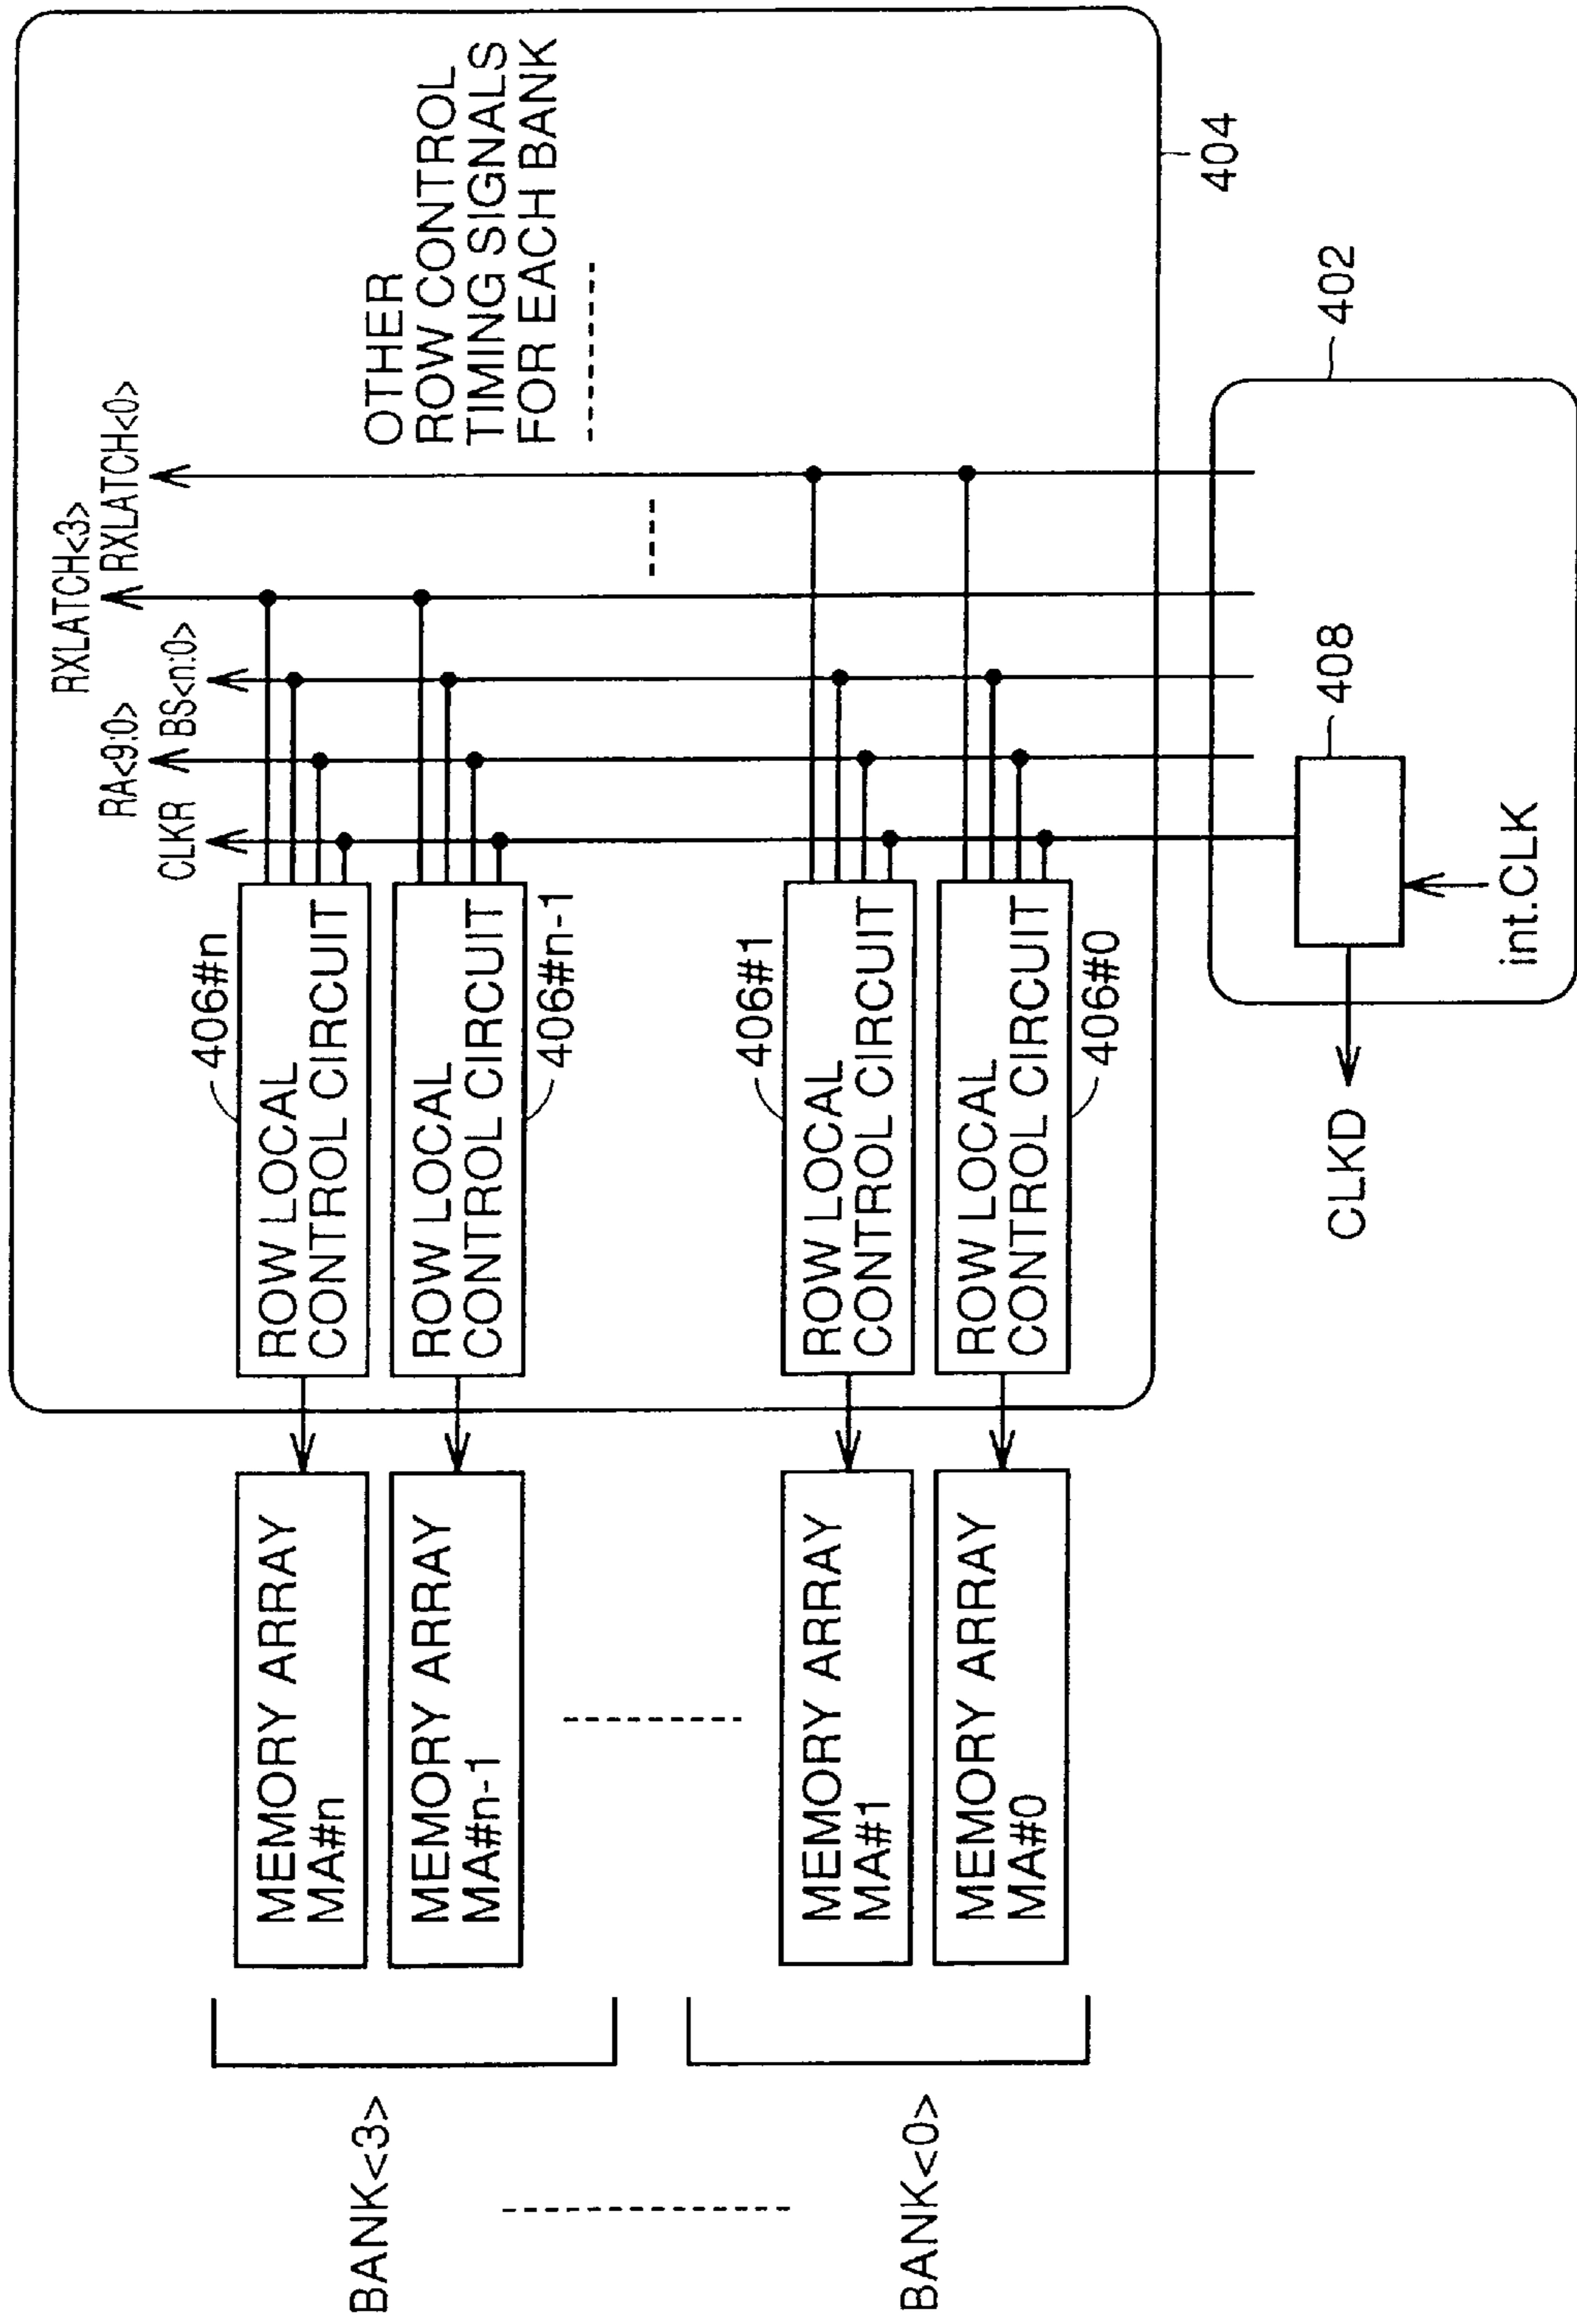 RXLATCH<3>
RA<9:0>
RXLATCH<0>
CLKR
BS<n:0>
OTHER
ROW CONTROL
TIMING SIGNALS
FOR EACH BANK
406#n
ROW LOCAL
CONTROL CIRCUIT
ROW LOCAL
CONTROL CIRCUIT
406#n-1
406#1
ROW LOCAL
CONTROL CIRCUIT
ROW LOCAL
CONTROL CIRCUIT
406#0
404
402
408
int.CLK
CLKD
MEMORY ARRAY
MA#n
MEMORY ARRAY
MA#n-1
MEMORY ARRAY
MA#1
MEMORY ARRAY
MA#0
BANK<3>
BANK<0>